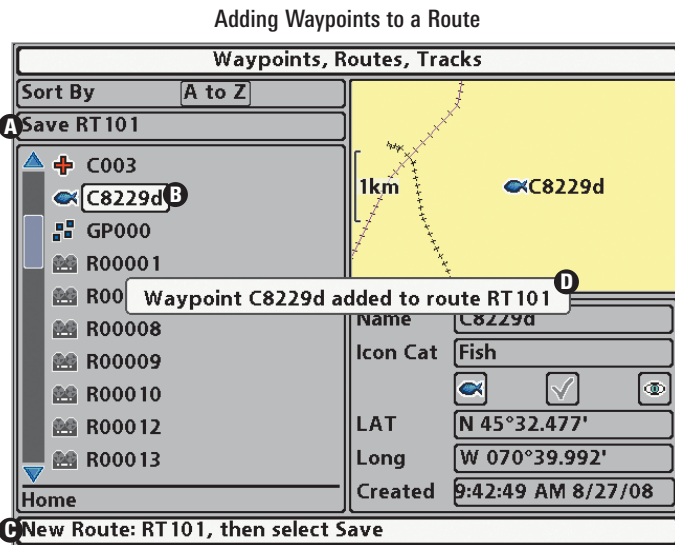 Adding Waypoints to a Route
Waypoints, Routes, Tracks
Sort By A to Z
A Save RT101
C003
C8229d B
GP000
R00001
R00
R00008
R00009
R00010
R00012
R00013
Home
1km
C8229d
Waypoint C8229d added to route RT101 D
Name C8229d
Icon Cat Fish
LAT N 45°32.477'
Long W 070°39.992'
Created 9:42:49 AM 8/27/08
C New Route: RT101, then select Save